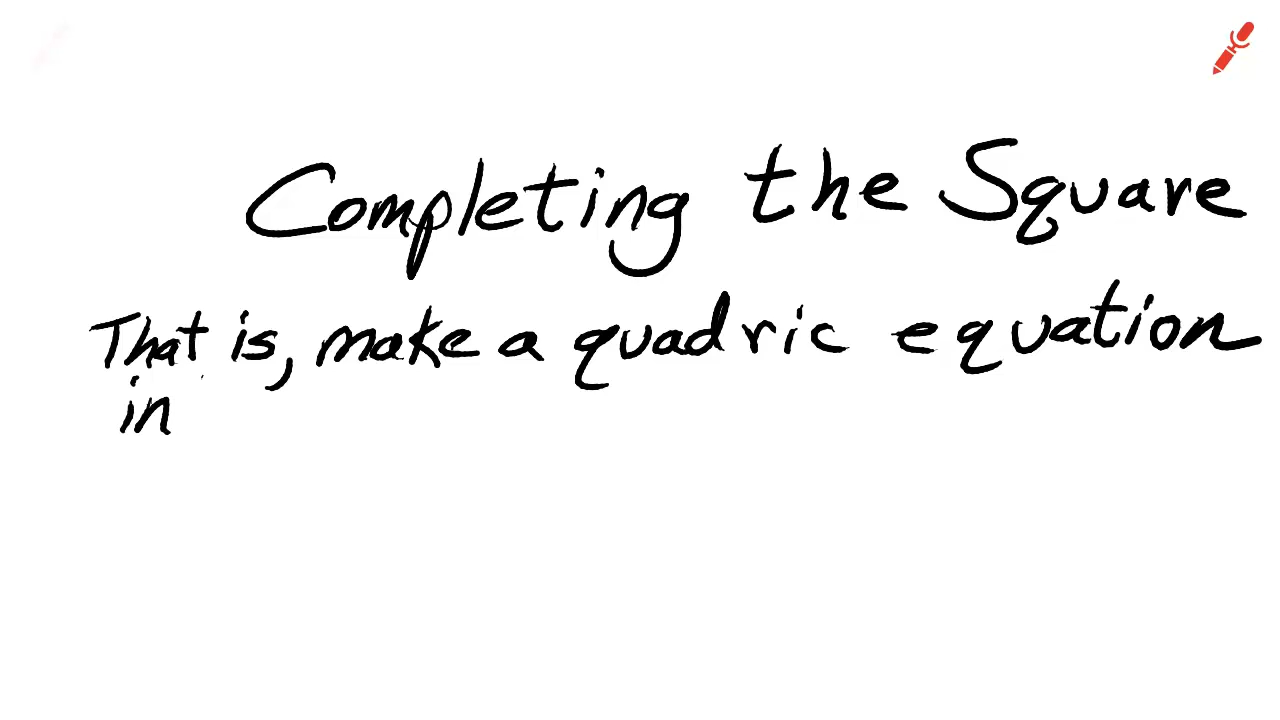 Completing the Square
That is, make a quadric equation
in